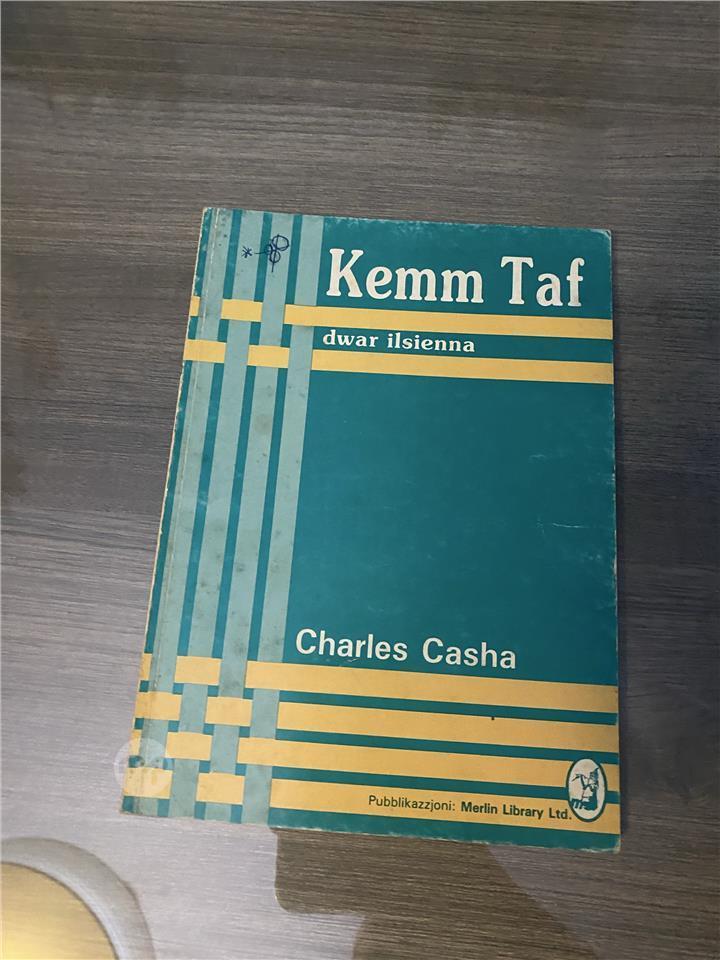 Kemm Taf
dwar ilsienna
Charles Casha
Pubblikazzjoni: Merlin Library Ltd.